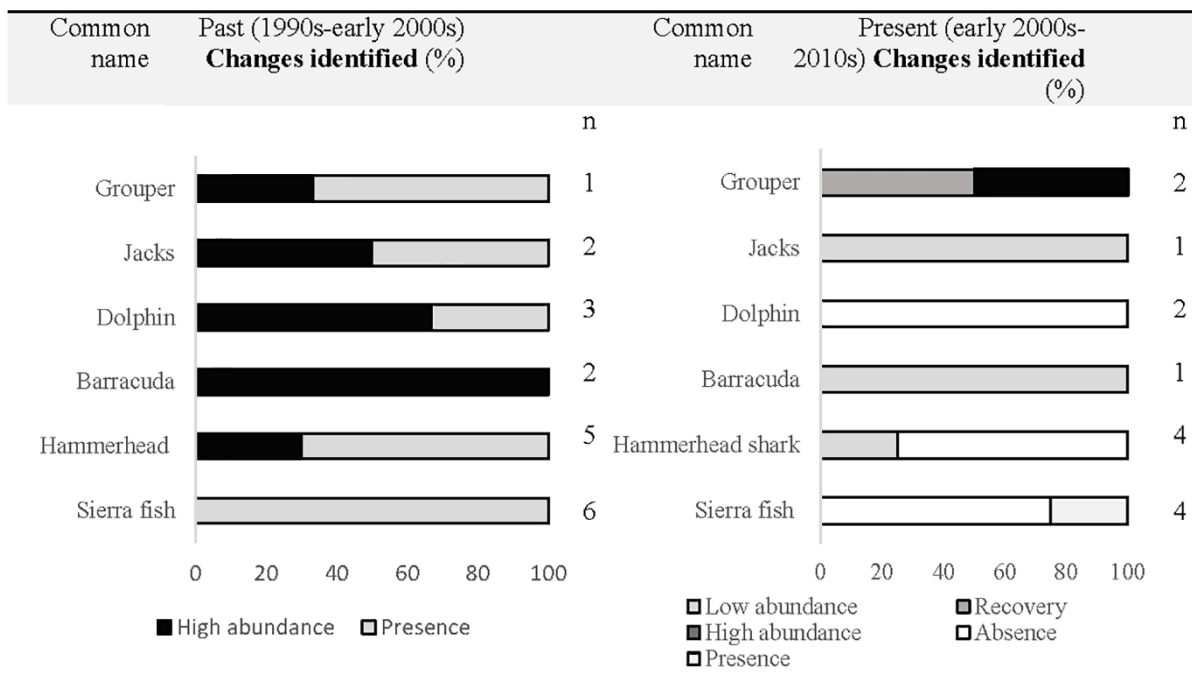 Common name
Past (1990s-early 2000s)
Changes identified (%)
Common name
Present (early 2000s-
2010s) Changes identified
(%)
n
Grouper 1
Jacks 2
Dolphin 3
Barracuda 2
Hammerhead 5
Sierra fish 6
0 20 40 60 80 100
High abundance Presence
n
Grouper 2
Jacks 1
Dolphin 2
Barracuda 1
Hammerhead shark 4
Sierra fish 4
0 20 40 60 80 100
Low abundance Recovery
High abundance Absence
Presence